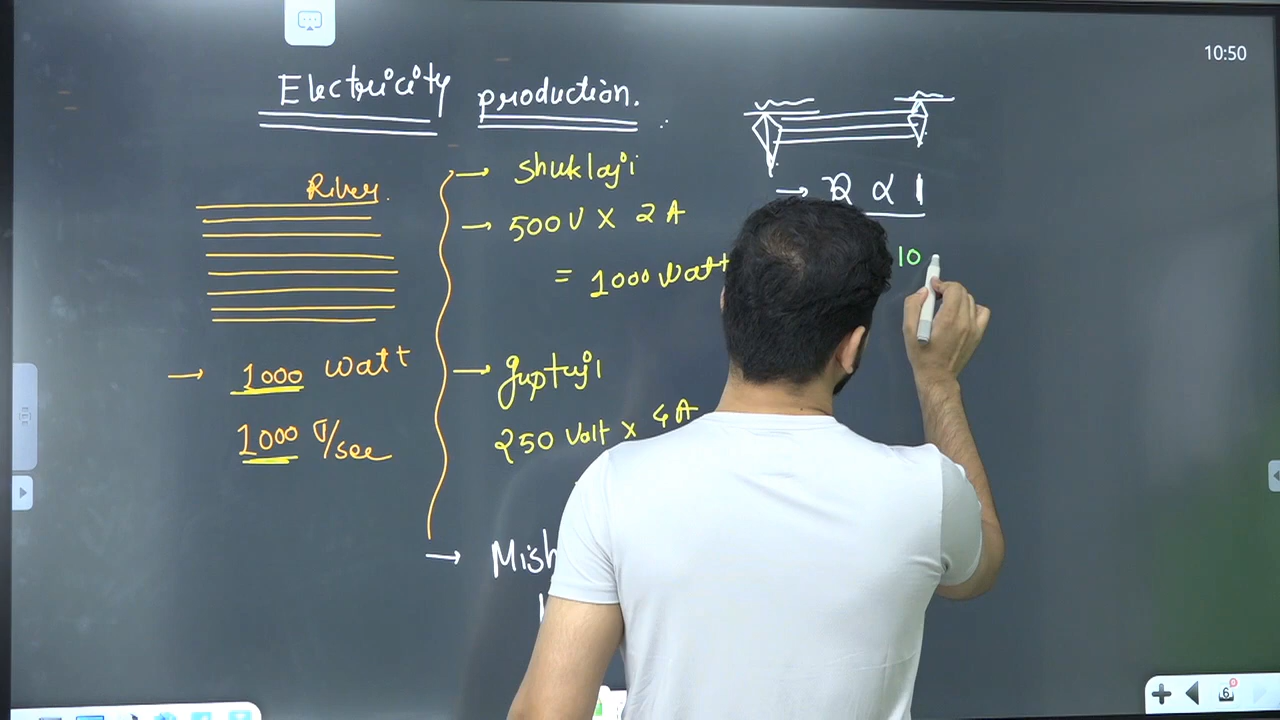 10:50
Electricity production.
River
1000 watt
1000 J/sec
Shuklaji
500 V X 2 A
= 1000 watt
guptaji
250 Volt x 4 A
Mish
R α l
10
6